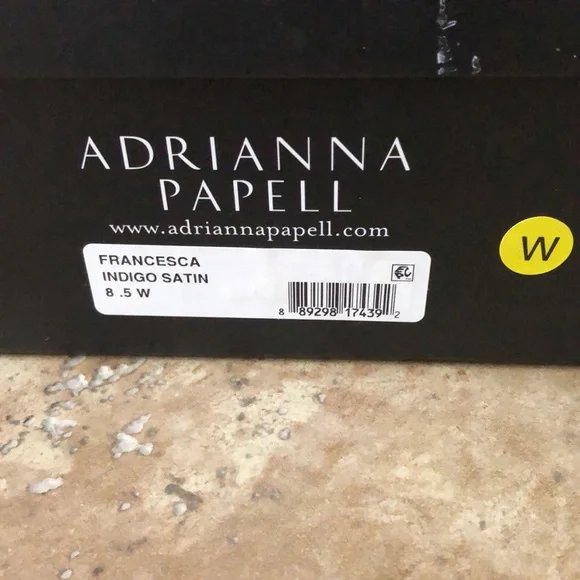 ADRIANNA
PAPELL
www.adriannapapell.com
W
FRANCESCA
INDIGO SATIN
8 .5 W
8 89298 17439 2